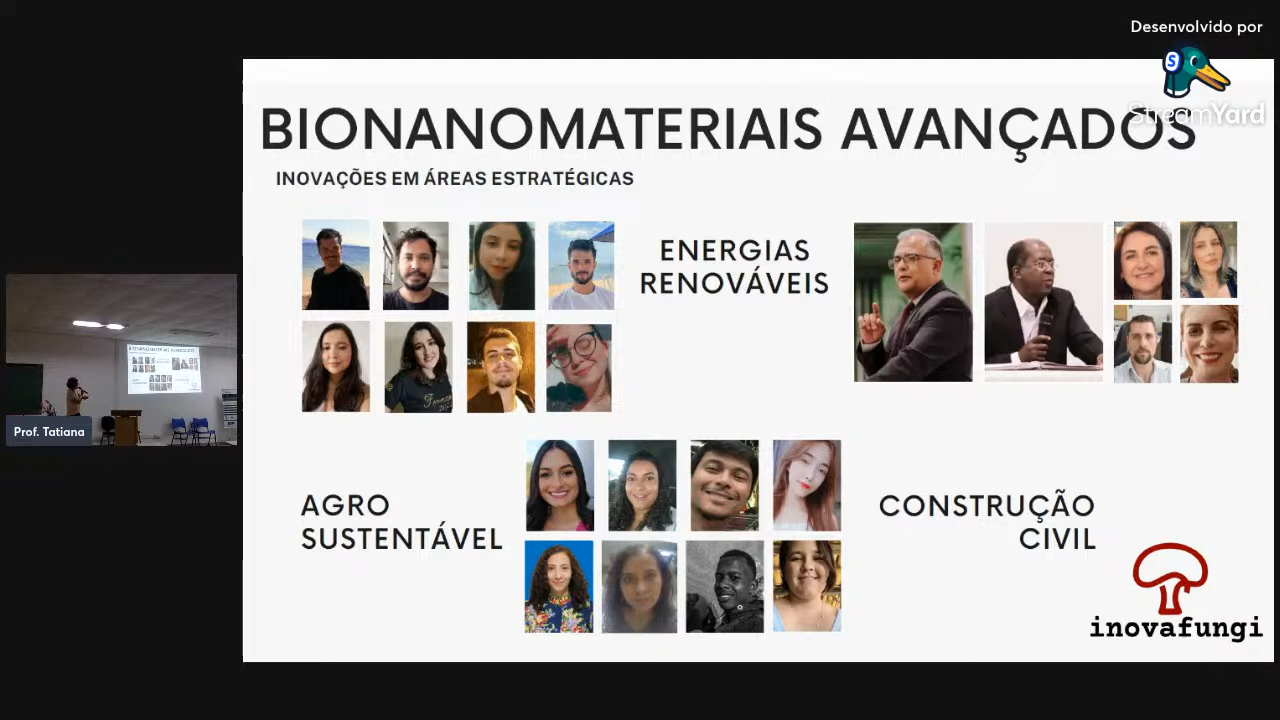 Desenvolvido por
StreamYard
BIONANOMATERIAIS AVANÇADOS
INOVAÇÕES EM ÁREAS ESTRATÉGICAS
ENERGIAS
RENOVÁVEIS
Prof. Tatiana
AGRO
SUSTENTÁVEL
CONSTRUÇÃO
CIVIL
inovafungi